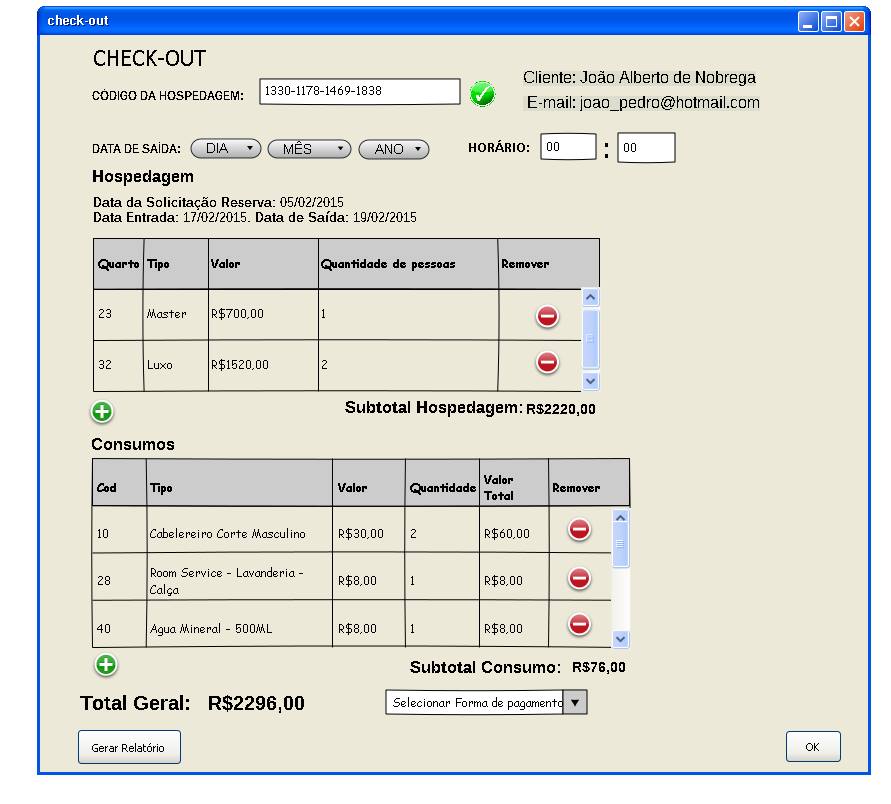 check-out
CHECK-OUT
CÓDIGO DA HOSPEDAGEM: 1330-1178-1469-1838
Cliente: João Alberto de Nobrega
E-mail: joao_pedro@hotmail.com
DATA DE SAÍDA: DIA MÊS ANO HORÁRIO: 00 : 00
Hospedagem
Data da Solicitação Reserva: 05/02/2015
Data Entrada: 17/02/2015. Data de Saída: 19/02/2015
Quarto Tipo Valor Quantidade de pessoas Remover
23 Master R$700,00 1
32 Luxo R$1520,00 2
Subtotal Hospedagem: R$2220,00
Consumos
Cod Tipo Valor Quantidade Valor Total Remover
10 Cabelereiro Corte Masculino R$30,00 2 R$60,00
28 Room Service - Lavanderia - Calça R$8,00 1 R$8,00
40 Agua Mineral - 500ML R$8,00 1 R$8,00
Subtotal Consumo: R$76,00
Total Geral: R$2296,00 Selecionar Forma de pagamento
Gerar Relatório OK